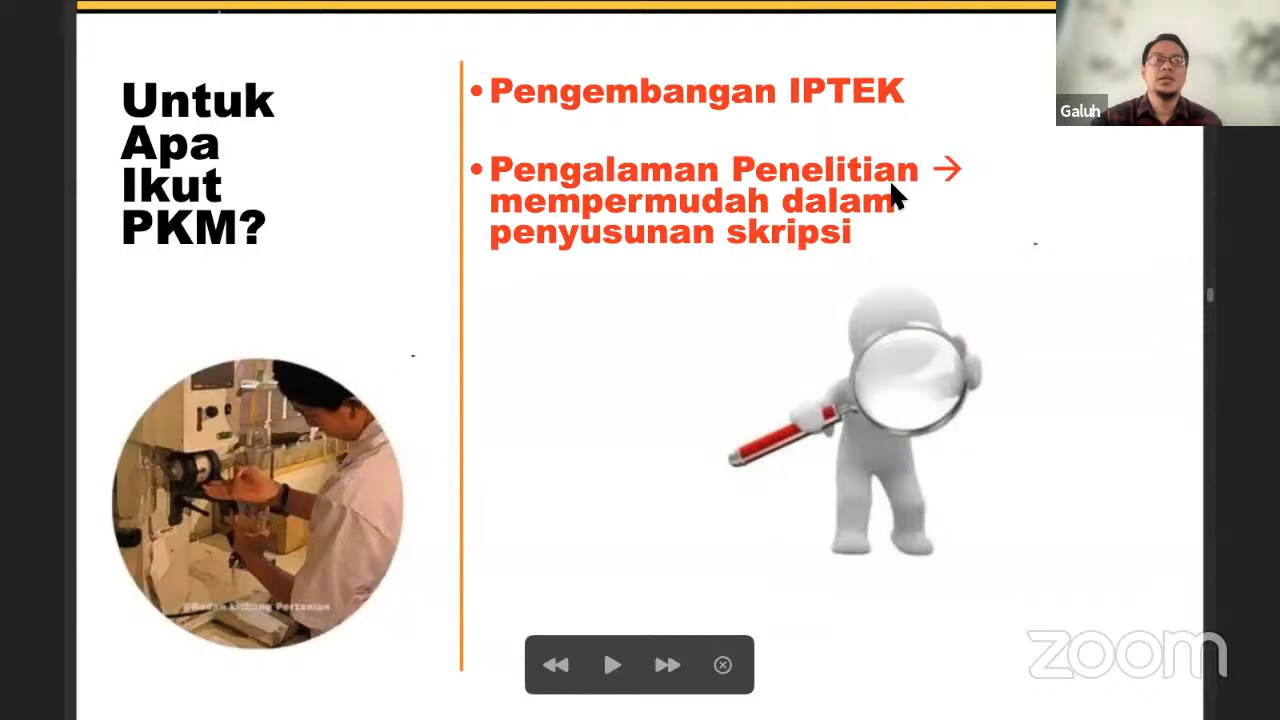 Untuk
Apa
Ikut
PKM?
• Pengembangan IPTEK
• Pengalaman Penelitian →
mempermudah dalam
penyusunan skripsi
Galuh
zoom